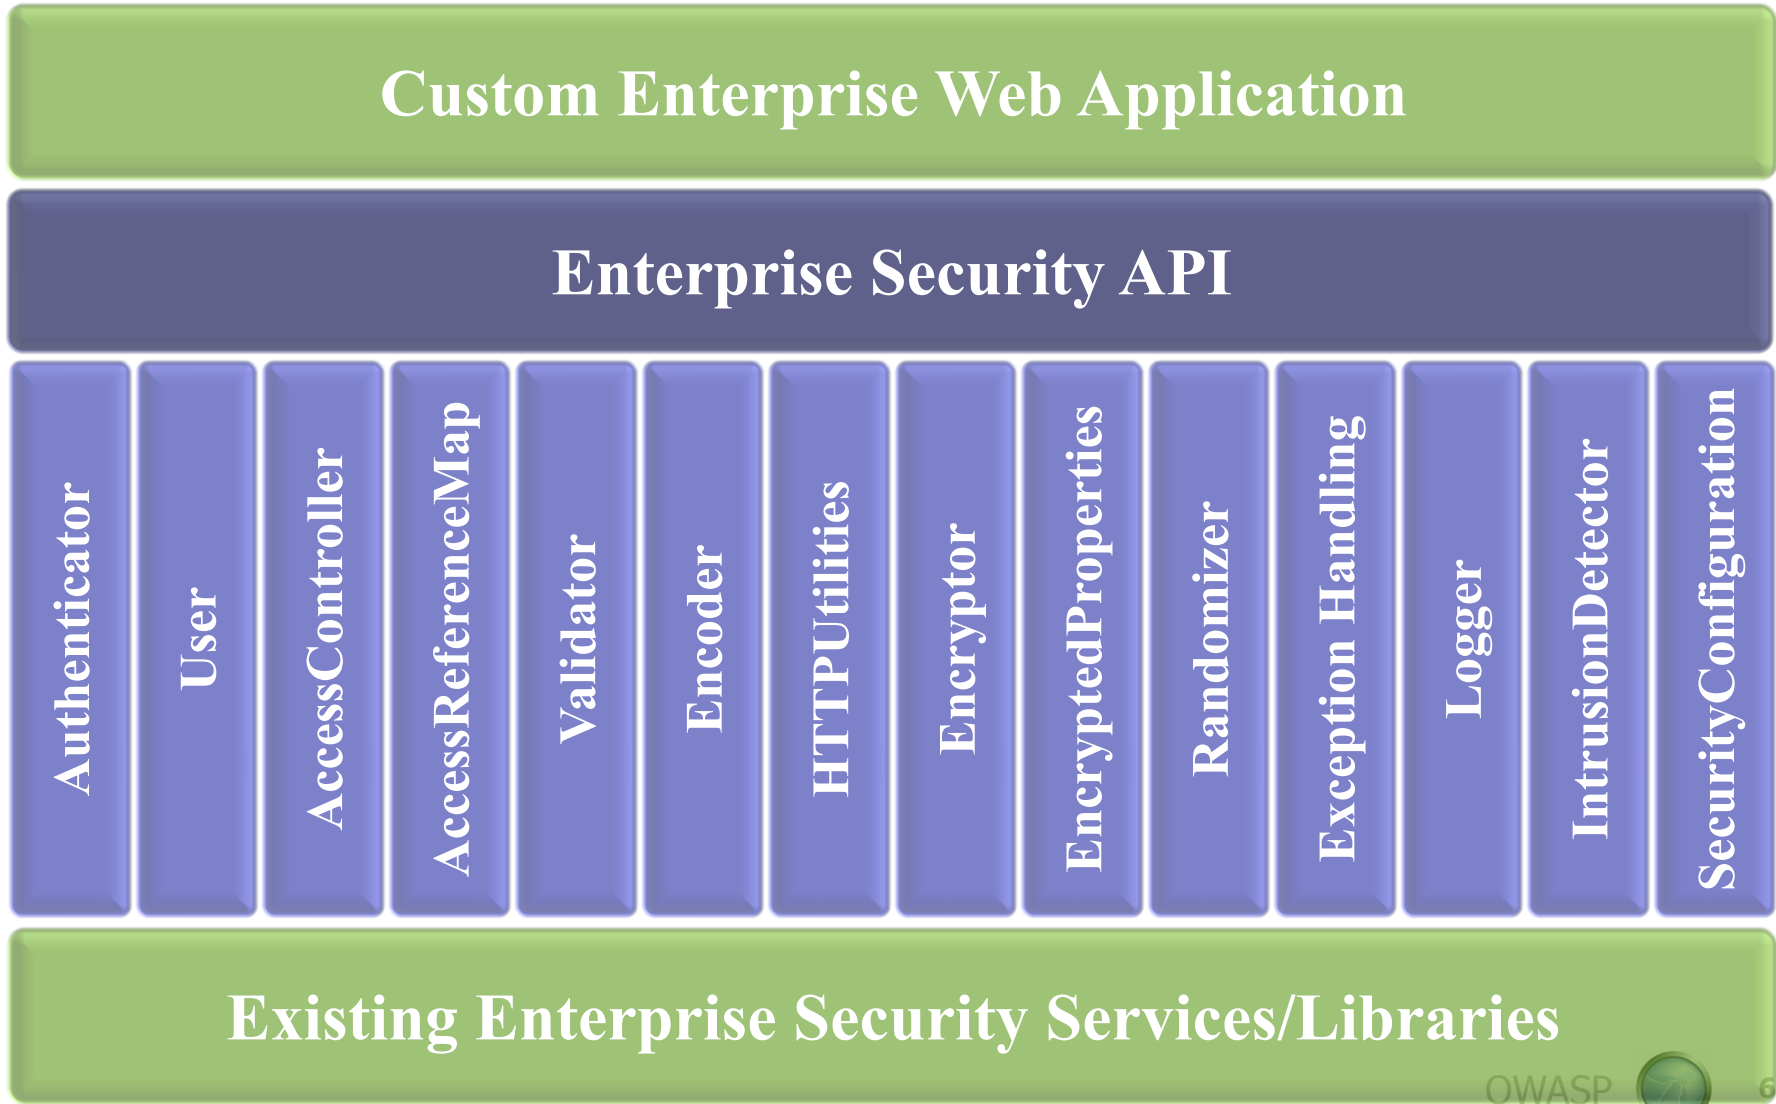 Custom Enterprise Web Application
Enterprise Security API
Authenticator
User
AccessController
AccessReferenceMap
Validator
Encoder
HTTPUtilities
Encryptor
EncryptedProperties
Randomizer
Exception Handling
Logger
IntrusionDetector
SecurityConfiguration
Existing Enterprise Security Services/Libraries
OWASP 6